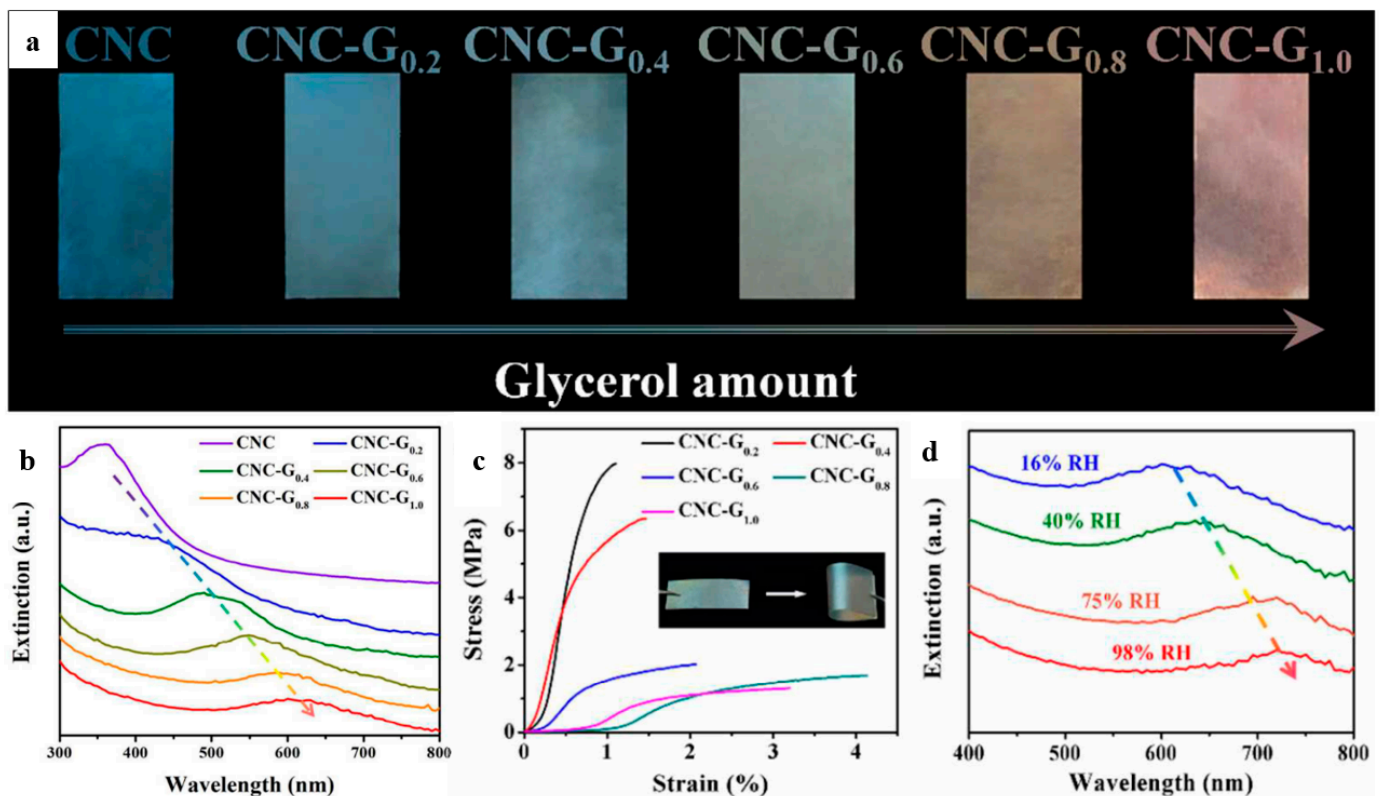 a
CNC CNC-G0.2 CNC-G0.4 CNC-G0.6 CNC-G0.8 CNC-G1.0
Glycerol amount
b
CNC CNC-G0.2
CNC-G0.4 CNC-G0.6
CNC-G0.8 CNC-G1.0
Extinction (a.u.)
300 400 500 600 700 800
Wavelength (nm)
c
CNC-G0.2 CNC-G0.4
CNC-G0.6 CNC-G0.8
CNC-G1.0
Stress (MPa)
8
6
4
2
0
0 1 2 3 4
Strain (%)
d
16% RH
40% RH
75% RH
98% RH
Extinction (a.u.)
400 500 600 700 800
Wavelength (nm)